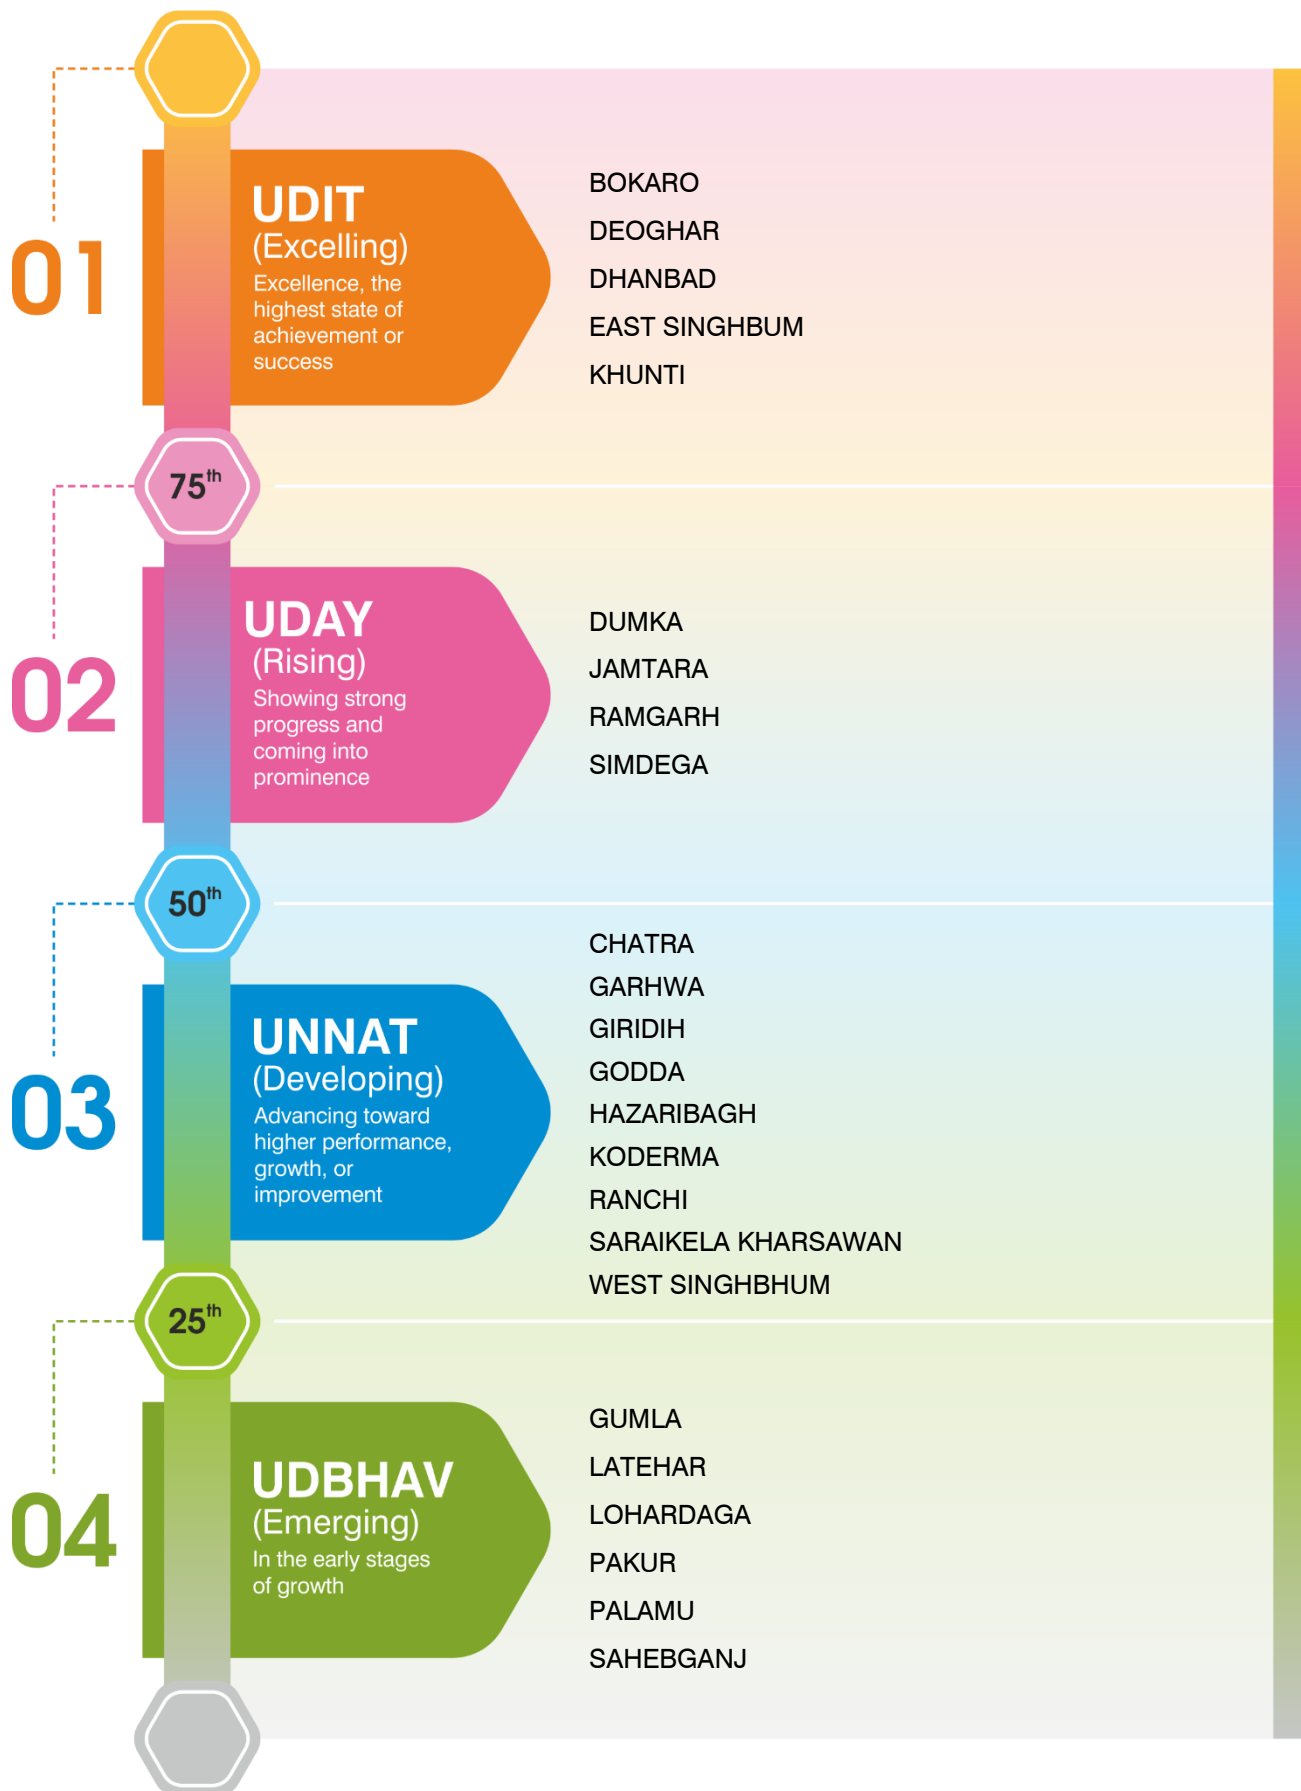 01
UDIT
(Excelling)
Excellence, the
highest state of
achievement or
success
BOKARO
DEOGHAR
DHANBAD
EAST SINGHBUM
KHUNTI
75th
02
UDAY
(Rising)
Showing strong
progress and
coming into
prominence
DUMKA
JAMTARA
RAMGARH
SIMDEGA
50th
03
UNNAT
(Developing)
Advancing toward
higher performance,
growth, or
improvement
CHATRA
GARHWA
GIRIDIH
GODDA
HAZARIBAGH
KODERMA
RANCHI
SARAIKELA KHARSAWAN
WEST SINGHBHUM
25th
04
UDBHAV
(Emerging)
In the early stages
of growth
GUMLA
LATEHAR
LOHARDAGA
PAKUR
PALAMU
SAHEBGANJ